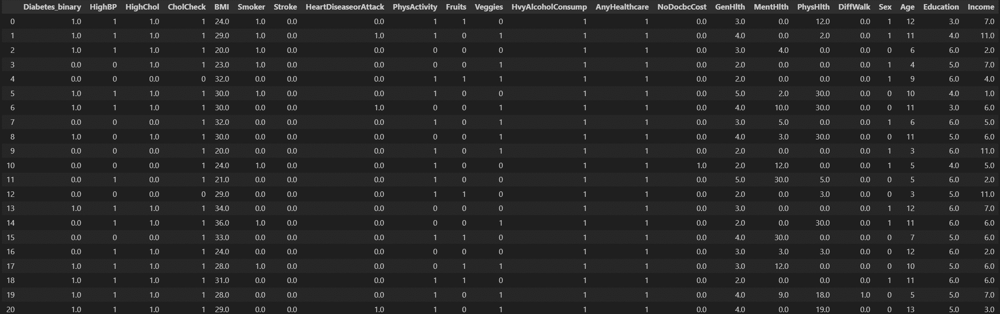 Diabetes_binary HighBP HighChol CholCheck BMI Smoker Stroke HeartDiseaseorAttack PhysActivity Fruits Veggies HvyAlcoholConsump AnyHealthcare NoDocbcCost GenHlth MentHlth PhysHlth DiffWalk Sex Age Education Income
0 1.0 1 1.0 1 24.0 1.0 0.0 0.0 1 1 0 1 1 0.0 3.0 0.0 12.0 0.0 1 12 3.0 7.0
1 1.0 1 1.0 1 29.0 1.0 0.0 1.0 1 0 1 1 1 0.0 4.0 0.0 2.0 0.0 1 11 4.0 11.0
2 1.0 1 1.0 1 20.0 1.0 0.0 0.0 0 0 0 1 1 0.0 3.0 4.0 0.0 0.0 0 6 6.0 2.0
3 0.0 0 1.0 1 23.0 1.0 0.0 0.0 0 0 1 1 1 0.0 2.0 0.0 0.0 0.0 1 4 5.0 7.0
4 0.0 0 0.0 0 32.0 0.0 0.0 0.0 1 1 1 1 1 0.0 2.0 0.0 0.0 0.0 1 9 6.0 4.0
5 1.0 1 1.0 1 30.0 1.0 0.0 0.0 1 0 0 1 1 0.0 5.0 2.0 30.0 0.0 0 10 4.0 1.0
6 1.0 1 1.0 1 30.0 0.0 0.0 1.0 0 0 1 1 1 0.0 4.0 10.0 30.0 0.0 0 11 3.0 6.0
7 0.0 0 0.0 1 32.0 0.0 0.0 0.0 1 0 1 1 1 0.0 3.0 5.0 0.0 0.0 1 6 6.0 5.0
8 1.0 0 1.0 1 30.0 0.0 0.0 0.0 0 0 1 1 1 0.0 4.0 3.0 30.0 0.0 0 11 5.0 6.0
9 0.0 0 0.0 1 20.0 0.0 0.0 0.0 1 0 1 1 1 0.0 2.0 0.0 0.0 0.0 1 3 6.0 11.0
10 0.0 0 0.0 1 24.0 1.0 0.0 0.0 1 0 0 1 1 1.0 2.0 12.0 0.0 0.0 1 5 4.0 5.0
11 0.0 1 0.0 1 21.0 0.0 0.0 0.0 1 0 0 1 1 0.0 5.0 30.0 5.0 0.0 0 5 6.0 2.0
12 0.0 0 0.0 0 29.0 0.0 0.0 0.0 1 1 0 1 1 0.0 2.0 0.0 3.0 0.0 0 3 5.0 11.0
13 1.0 1 1.0 1 34.0 0.0 0.0 0.0 0 0 0 1 1 0.0 3.0 0.0 0.0 0.0 1 12 6.0 7.0
14 0.0 1 1.0 1 36.0 1.0 0.0 0.0 0 0 1 1 1 0.0 2.0 0.0 30.0 0.0 1 11 6.0 6.0
15 0.0 0 0.0 1 33.0 0.0 0.0 0.0 1 1 0 1 1 0.0 4.0 30.0 0.0 0.0 0 7 5.0 6.0
16 0.0 1 1.0 1 24.0 0.0 0.0 0.0 0 0 0 1 1 0.0 3.0 3.0 3.0 0.0 0 12 6.0 2.0
17 1.0 1 1.0 1 28.0 1.0 0.0 0.0 0 1 1 1 1 0.0 3.0 12.0 0.0 0.0 0 10 5.0 6.0
18 1.0 1 1.0 1 31.0 0.0 0.0 0.0 1 1 0 1 1 0.0 2.0 0.0 0.0 0.0 1 11 6.0 6.0
19 1.0 1 1.0 1 28.0 0.0 0.0 0.0 1 0 1 1 1 0.0 4.0 9.0 18.0 1.0 0 5 5.0 7.0
20 1.0 1 1.0 1 29.0 0.0 0.0 1.0 1 0 1 1 1 0.0 4.0 0.0 19.0 0.0 0 13 5.0 3.0